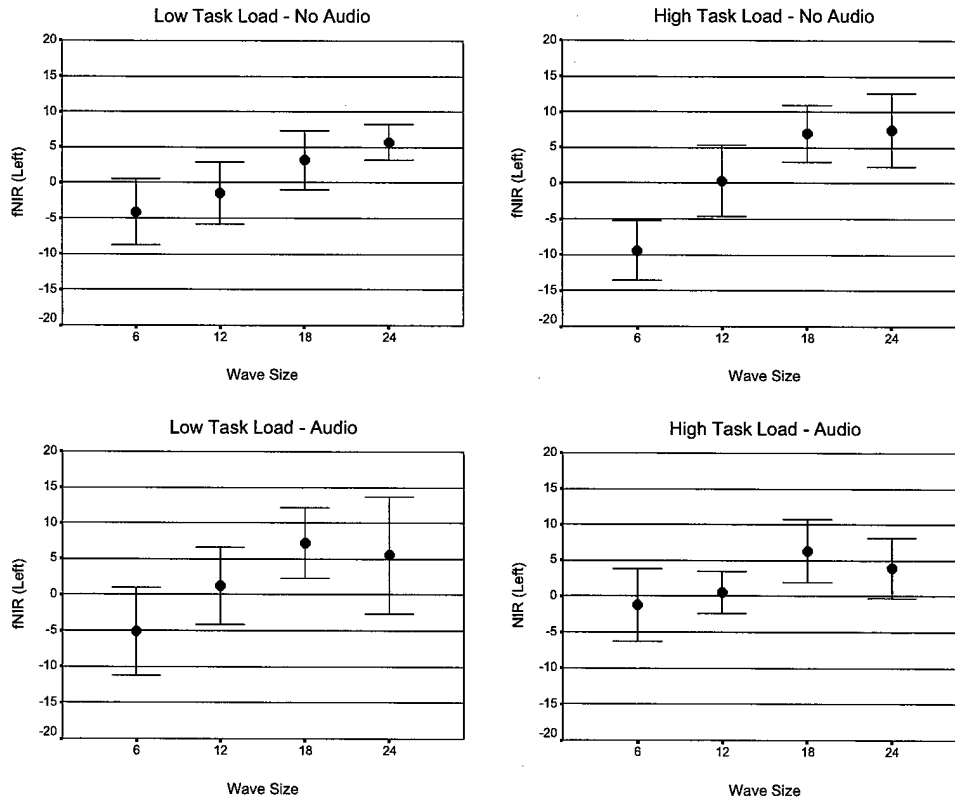 Low Task Load - No Audio
20
15
10
5
0
-5
-10
-15
-20
fNIR (Left)
6 12 18 24
Wave Size
High Task Load - No Audio
20
15
10
5
0
-5
-10
-15
-20
fNIR (Left)
6 12 18 24
Wave Size
Low Task Load - Audio
20
15
10
5
0
-5
-10
-15
-20
fNIR (Left)
6 12 18 24
Wave Size
High Task Load - Audio
20
15
10
5
0
-5
-10
-15
-20
NIR (Left)
6 12 18 24
Wave Size